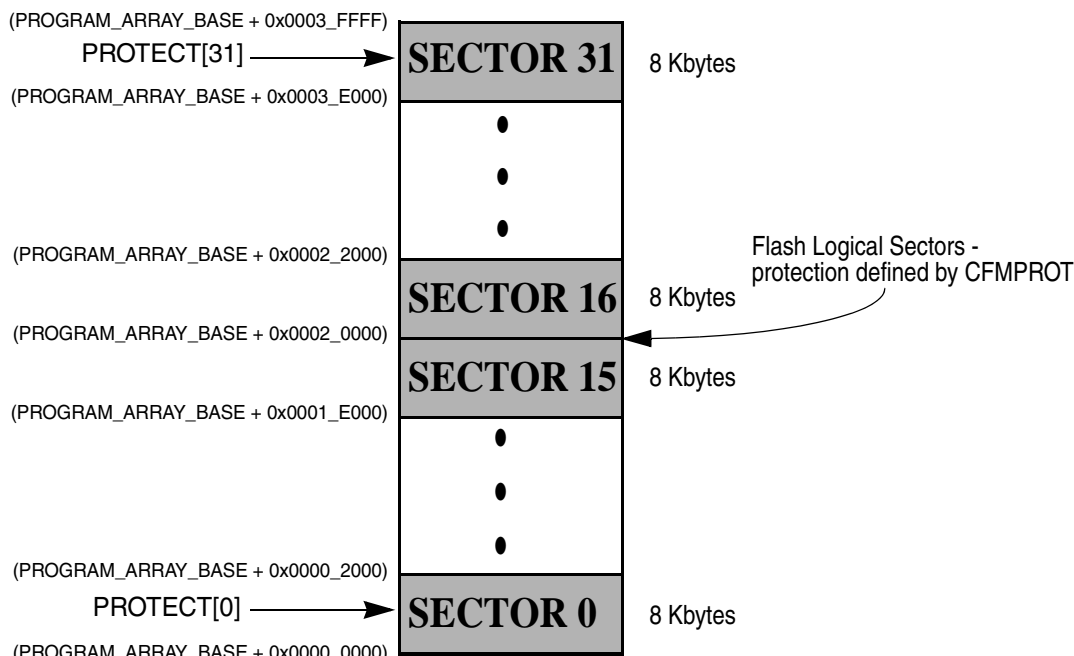 (PROGRAM_ARRAY_BASE + 0x0003_FFFF)
PROTECT[31]
SECTOR 31
8 Kbytes
(PROGRAM_ARRAY_BASE + 0x0003_E000)
(PROGRAM_ARRAY_BASE + 0x0002_2000)
Flash Logical Sectors -
protection defined by CFMPROT
SECTOR 16
8 Kbytes
(PROGRAM_ARRAY_BASE + 0x0002_0000)
SECTOR 15
8 Kbytes
(PROGRAM_ARRAY_BASE + 0x0001_E000)
(PROGRAM_ARRAY_BASE + 0x0000_2000)
PROTECT[0]
SECTOR 0
8 Kbytes
(PROGRAM_ARRAY_BASE + 0x0000_0000)